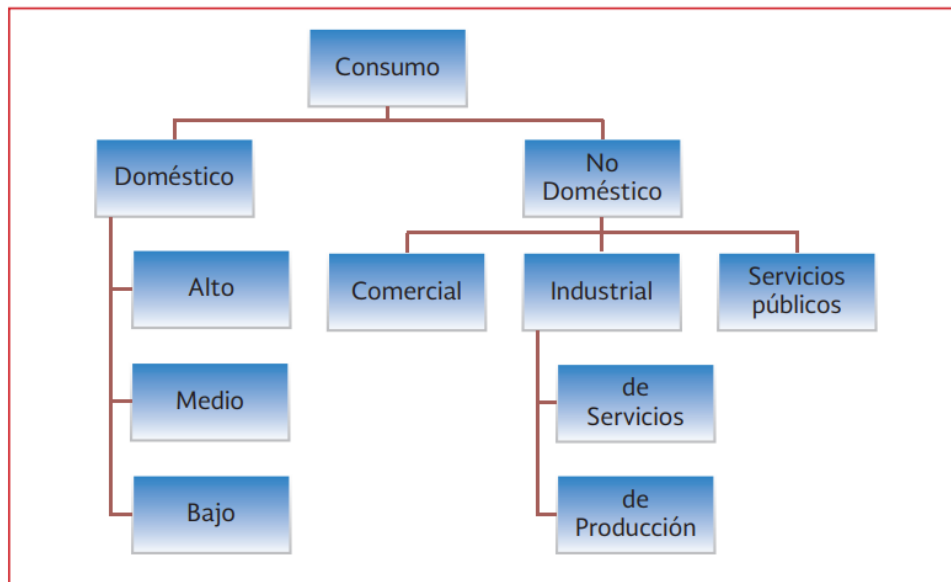 Consumo
Doméstico
No
Doméstico
Alto
Comercial
Industrial
Servicios
públicos
Medio
de
Servicios
Bajo
de
Producción